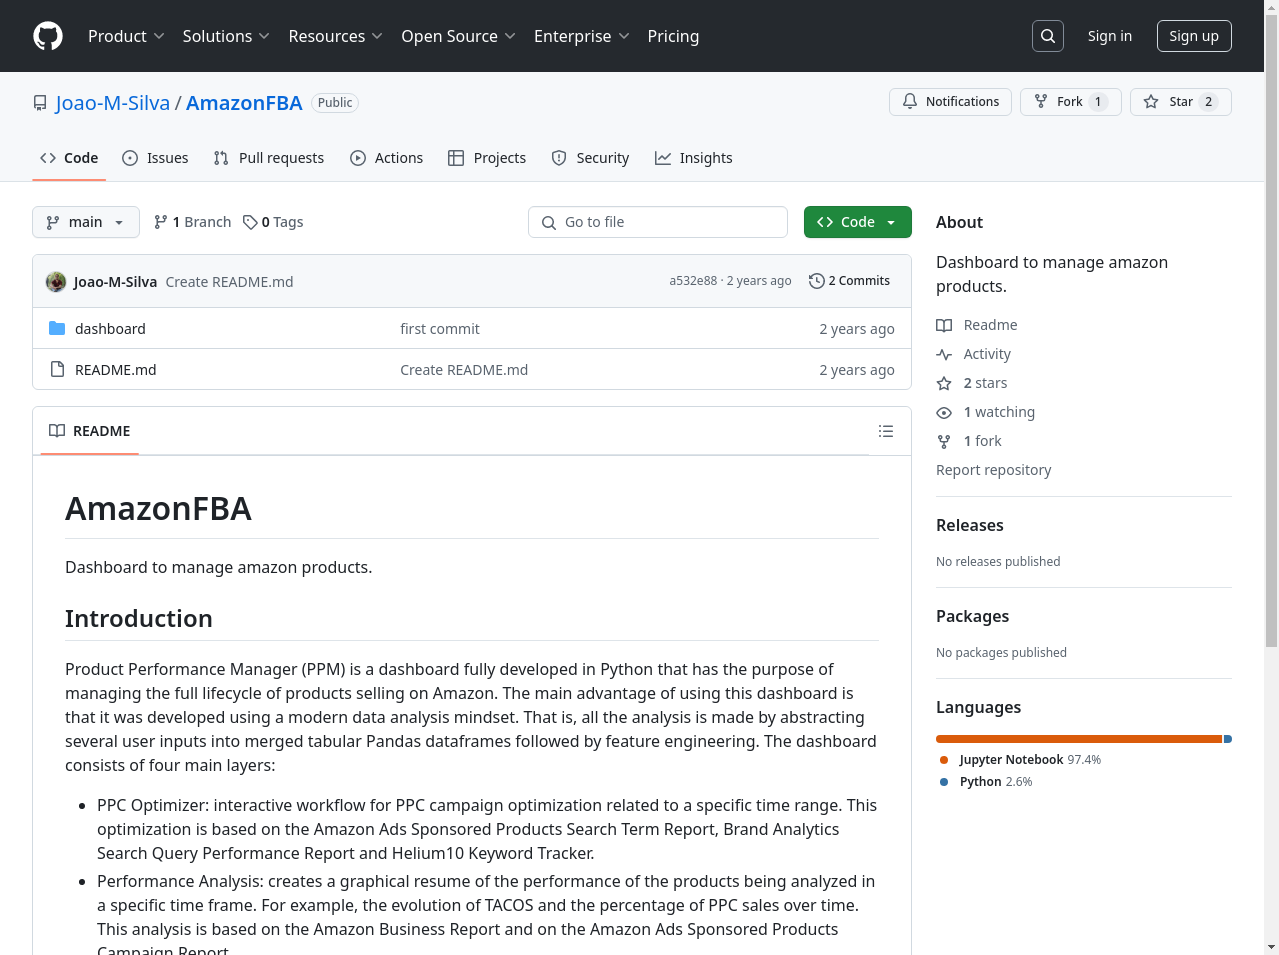 Product Solutions Resources Open Source Enterprise Pricing Sign in Sign up
Joao-M-Silva / AmazonFBA Public Notifications Fork 1 Star 2
Code Issues Pull requests Actions Projects Security Insights
main 1 Branch 0 Tags Go to file Code
Joao-M-Silva Create README.md a532e88 · 2 years ago 2 Commits
dashboard first commit 2 years ago
README.md Create README.md 2 years ago
README
AmazonFBA
Dashboard to manage amazon products.
Introduction
Product Performance Manager (PPM) is a dashboard fully developed in Python that has the purpose of
managing the full lifecycle of products selling on Amazon. The main advantage of using this dashboard is
that it was developed using a modern data analysis mindset. That is, all the analysis is made by abstracting
several user inputs into merged tabular Pandas dataframes followed by feature engineering. The dashboard
consists of four main layers:
PPC Optimizer: interactive workflow for PPC campaign optimization related to a specific time range. This
optimization is based on the Amazon Ads Sponsored Products Search Term Report, Brand Analytics
Search Query Performance Report and Helium10 Keyword Tracker.
Performance Analysis: creates a graphical resume of the performance of the products being analyzed in
a specific time frame. For example, the evolution of TACOS and the percentage of PPC sales over time.
This analysis is based on the Amazon Business Report and on the Amazon Ads Sponsored Products
Campaign Report
About
Dashboard to manage amazon
products.
Readme
Activity
2 stars
1 watching
1 fork
Report repository
Releases
No releases published
Packages
No packages published
Languages
Jupyter Notebook 97.4%
Python 2.6%